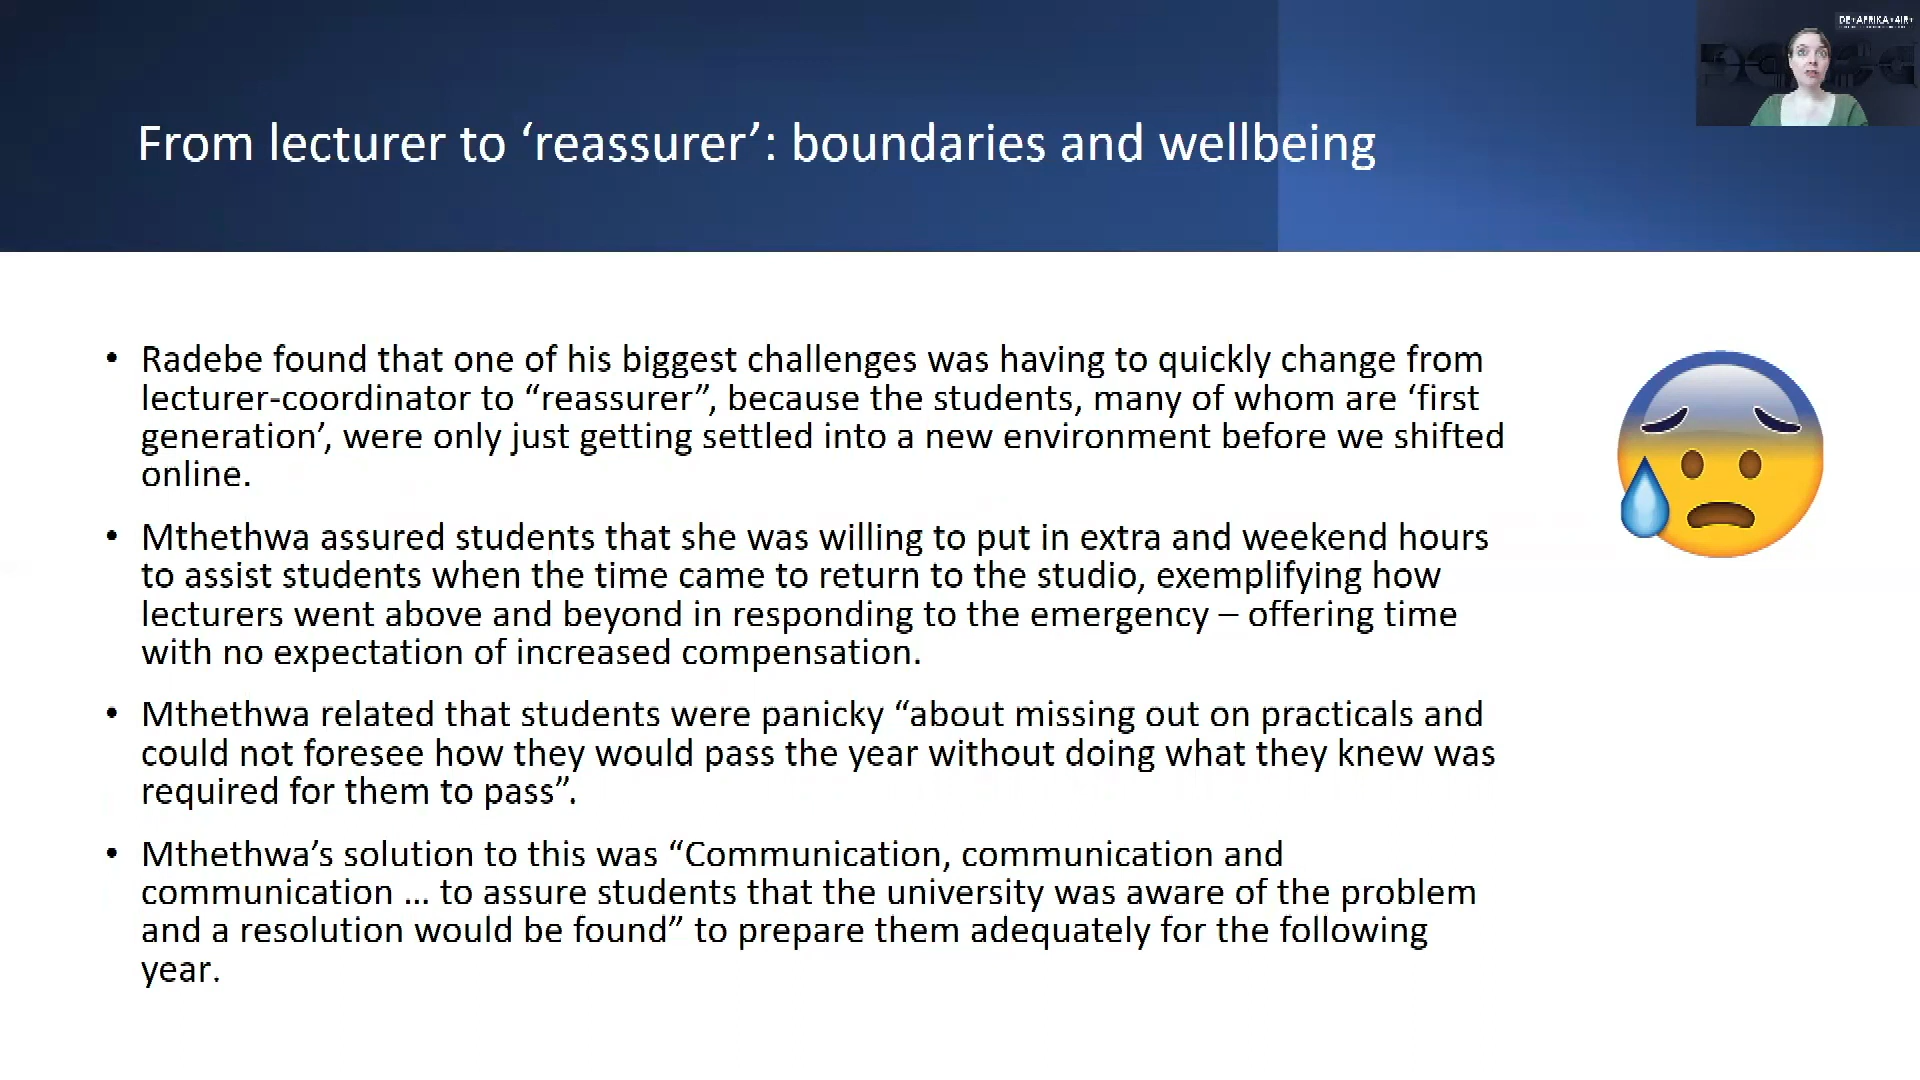 DE+AFRIKA+4IR+
From lecturer to ‘reassurer’: boundaries and wellbeing
• Radebe found that one of his biggest challenges was having to quickly change from
lecturer-coordinator to “reassurer”, because the students, many of whom are ‘first
generation’, were only just getting settled into a new environment before we shifted
online.
• Mthethwa assured students that she was willing to put in extra and weekend hours
to assist students when the time came to return to the studio, exemplifying how
lecturers went above and beyond in responding to the emergency – offering time
with no expectation of increased compensation.
• Mthethwa related that students were panicky “about missing out on practicals and
could not foresee how they would pass the year without doing what they knew was
required for them to pass”.
• Mthethwa’s solution to this was “Communication, communication and
communication … to assure students that the university was aware of the problem
and a resolution would be found” to prepare them adequately for the following
year.